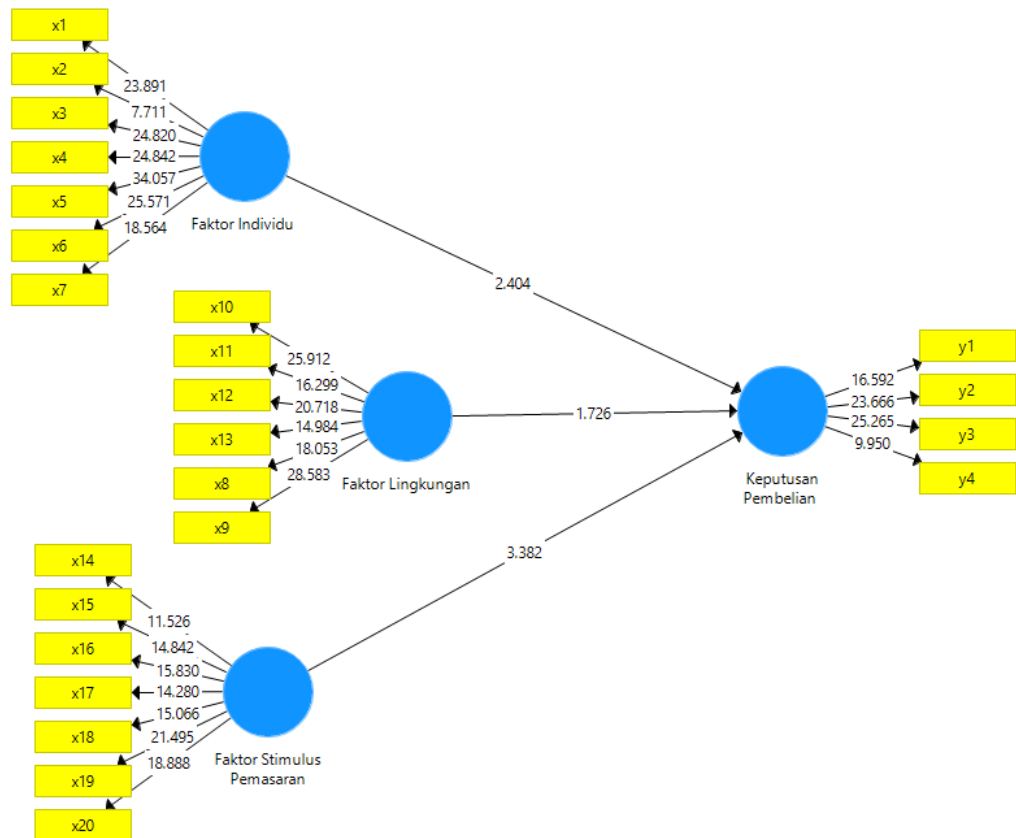 x1
x2
x3
x4
x5
x6
x7
23.891
7.711
24.820
24.842
34.057
25.571
18.564
Faktor Individu
2.404
x10
x11
x12
x13
x8
x9
25.912
16.299
20.718
14.984
18.053
28.583
Faktor Lingkungan
1.726
x14
x15
x16
x17
x18
x19
x20
11.526
14.842
15.830
14.280
15.066
21.495
18.888
Faktor Stimulus
Pemasaran
3.382
Keputusan
Pembelian
16.592
23.666
25.265
9.950
y1
y2
y3
y4